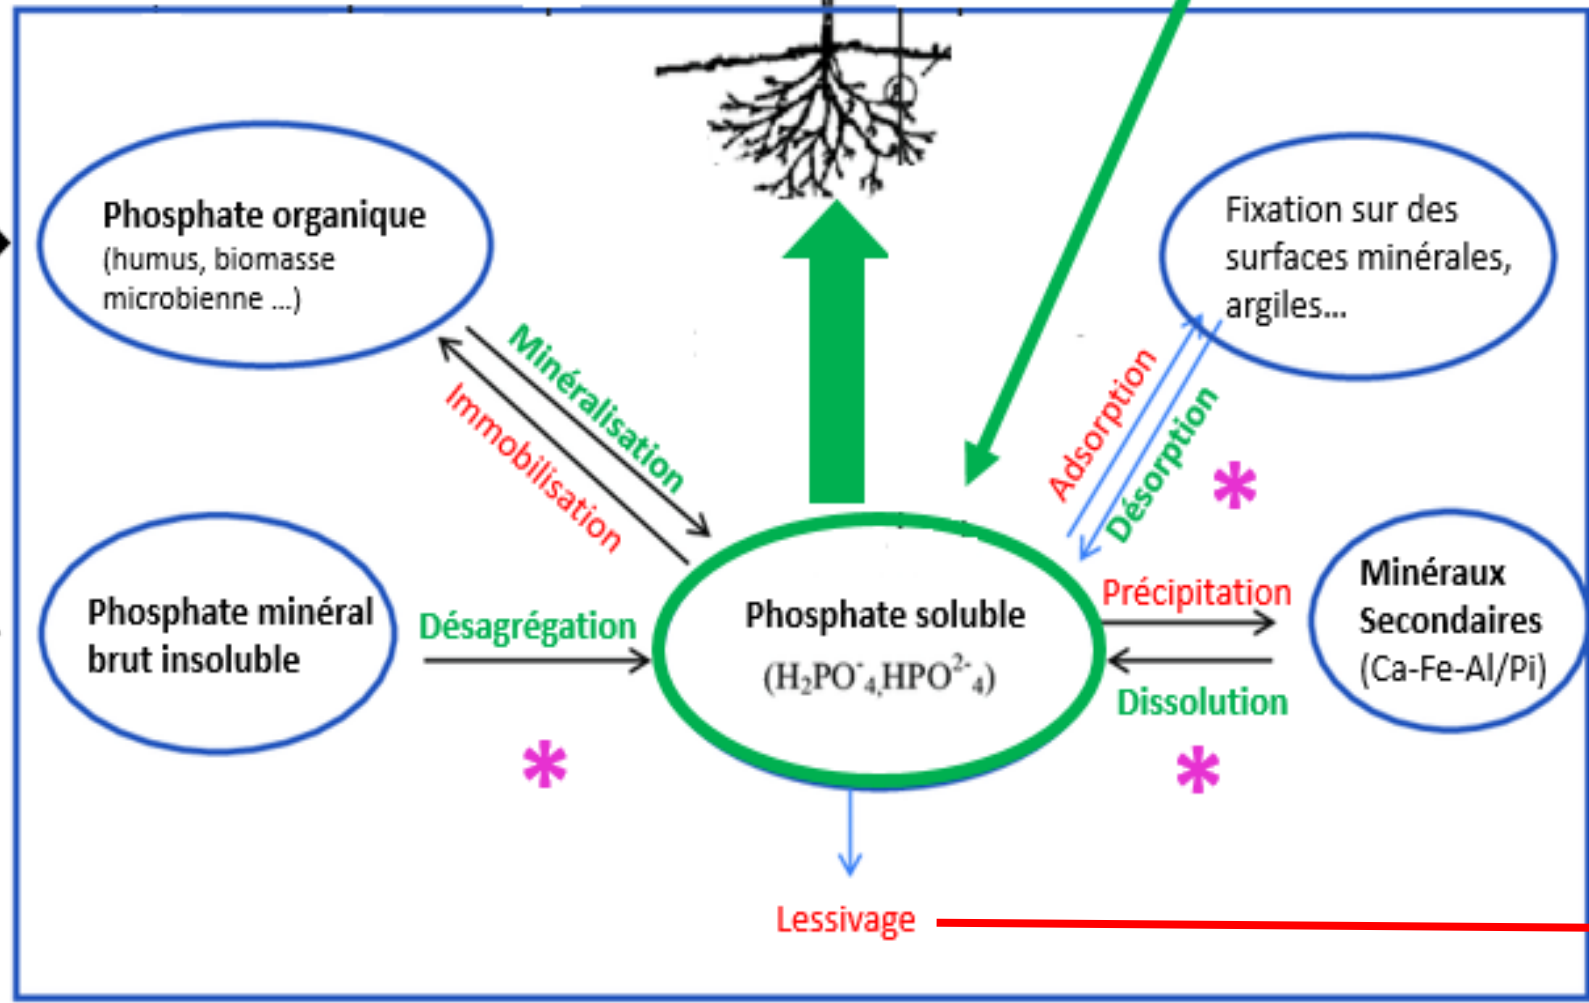 Phosphate organique
(humus, biomasse
microbienne ...)
Fixation sur des
surfaces minérales,
argiles...
Minéralisation
Immobilisation
Adsorption
Désorption
*
Phosphate minéral
brut insoluble
Désagrégation
*
Phosphate soluble
(H₂PO⁻₄,HPO²⁻₄)
Précipitation
Dissolution
*
Minéraux
Secondaires
(Ca-Fe-Al/Pi)
Lessivage